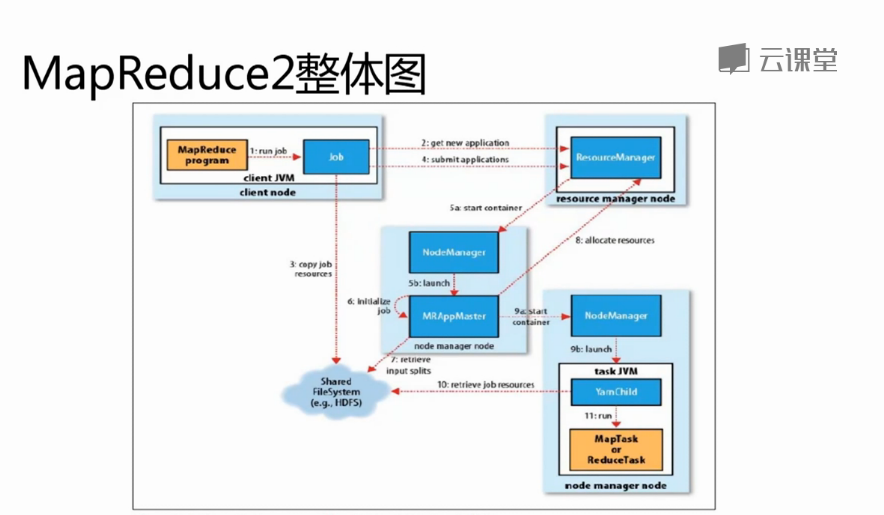 MapReduce2整体图
云课堂
MapReduce
program
1: run job
Job
client JVM
client node
2: get new application
4: submit applications
ResourceManager
resource manager node
5a: start container
NodeManager
8: allocate resources
3: copy job
resources
5b: launch
6: initialize
job
MRAppMaster
9a: start
container
NodeManager
node manager node
7: retrieve
input splits
9b: launch
task JVM
Shared
FileSystem
(e.g., HDFS)
10: retrieve job resources
YarnChild
11: run
MapTask
or
ReduceTask
node manager node